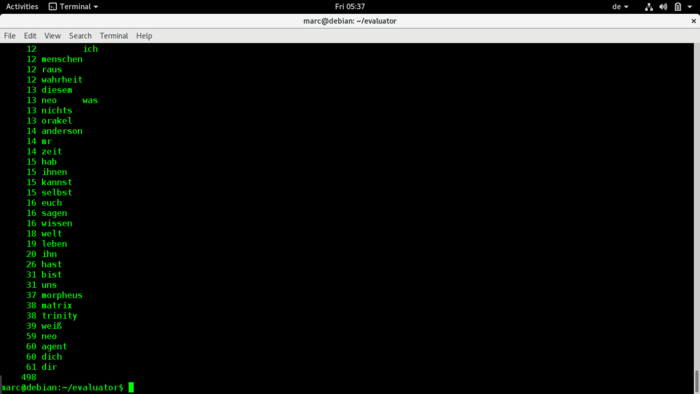 Activities Terminal Fri 05:37 de
marc@debian: ~/evaluator ×
File Edit View Search Terminal Help
12 ich
12 menschen
12 raus
12 wahrheit
13 diesem
13 neo was
13 nichts
13 orakel
14 anderson
14 mr
14 zeit
15 hab
15 ihnen
15 kannst
15 selbst
16 euch
16 sagen
16 wissen
18 welt
19 leben
20 ihn
26 hast
31 bist
31 uns
37 morpheus
38 matrix
38 trinity
39 weiß
59 neo
60 agent
60 dich
61 dir
498
marc@debian:~/evaluator$